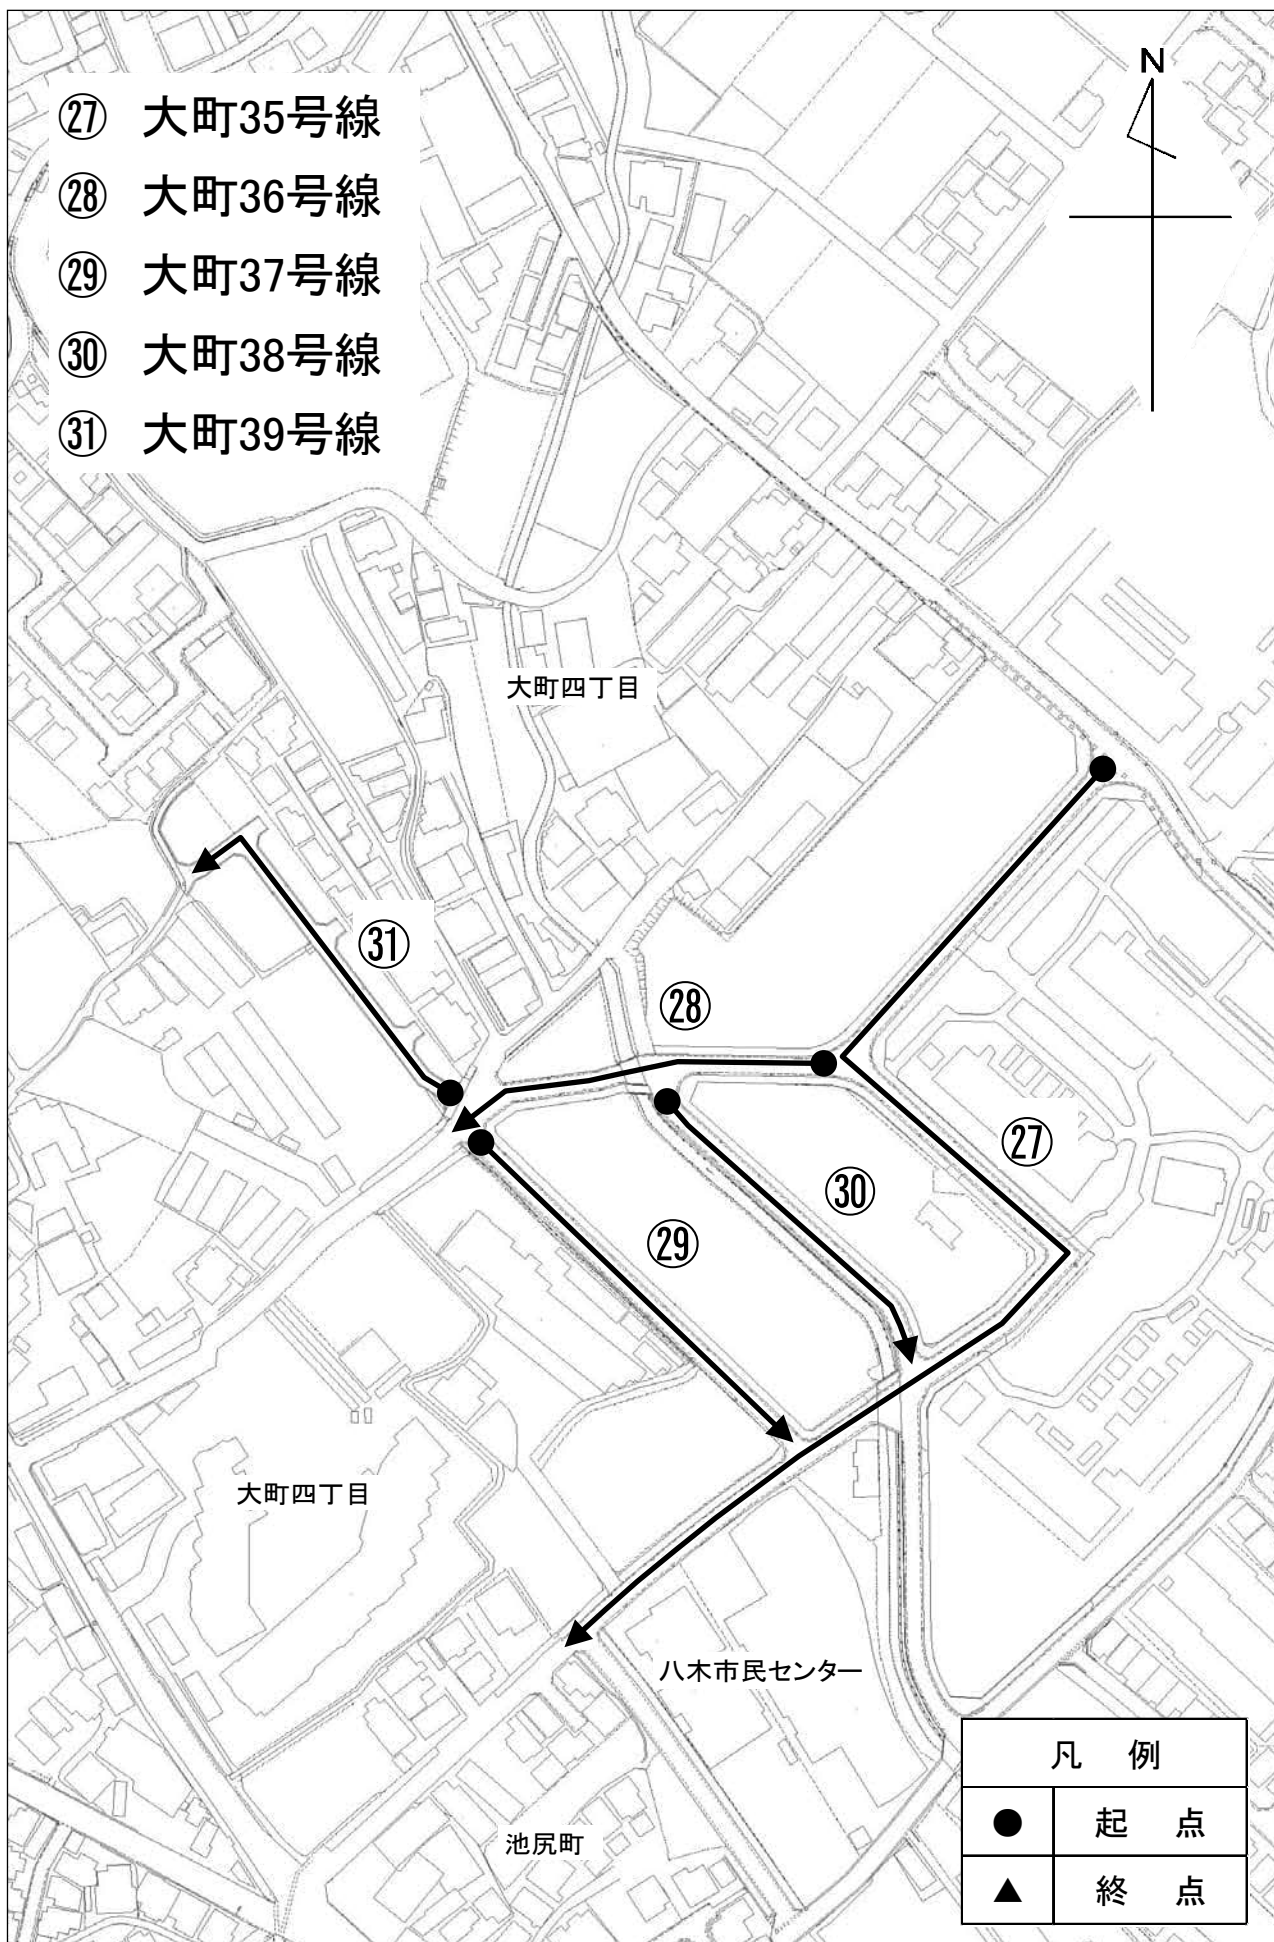 N
㉗ 大町35号線
㉘ 大町36号線
㉙ 大町37号線
㉚ 大町38号線
㉛ 大町39号線
大町四丁目
㉛
㉘
㉗
㉚
㉙
大町四丁目
八木市民センター
池尻町
凡 例
● 起 点
▲ 終 点